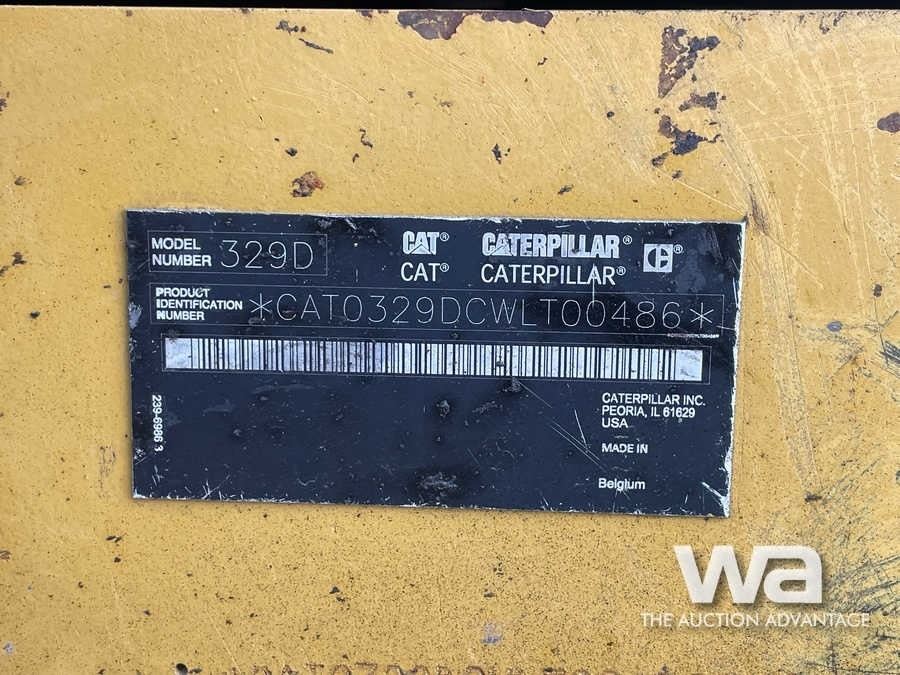 MODEL
NUMBER 329D
CAT® CATERPILLAR® C®
CAT® CATERPILLAR®
PRODUCT
IDENTIFICATION
NUMBER *CAT0329DCWLT00486*
CATERPILLAR INC.
PEORIA, IL 61629
USA
MADE IN
Belgium
239-6986 3
wa
THE AUCTION ADVANTAGE